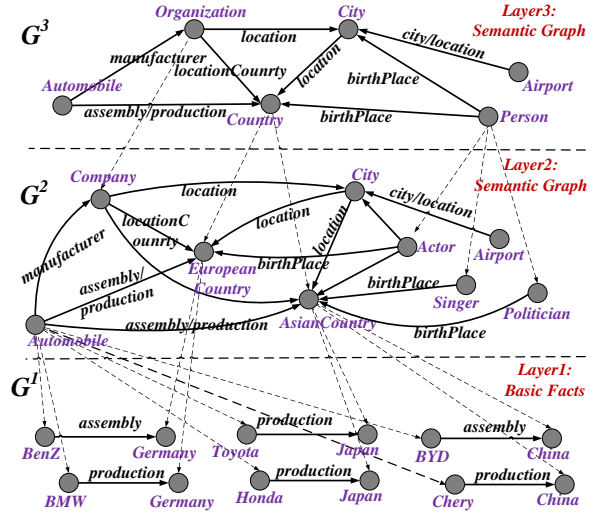 G³
Organization
City
Layer3:
Semantic Graph
location
city/location
manufacturer
locationCounrty
location
birthPlace
Automobile
Airport
assembly/production
Country
birthPlace
Person
G²
Company
City
Layer2:
Semantic Graph
location
city/location
locationC
ounrty
location
location
manufacturer
Actor
Airport
assembly/
production
European
Country
birthPlace
birthPlace
Singer
Politician
assembly/production
AsianCountry
birthPlace
Automobile
G¹
Layer1:
Basic Facts
assembly
production
assembly
BenZ
Germany
Toyota
Japan
BYD
China
production
production
production
BMW
Germany
Honda
Japan
Chery
China